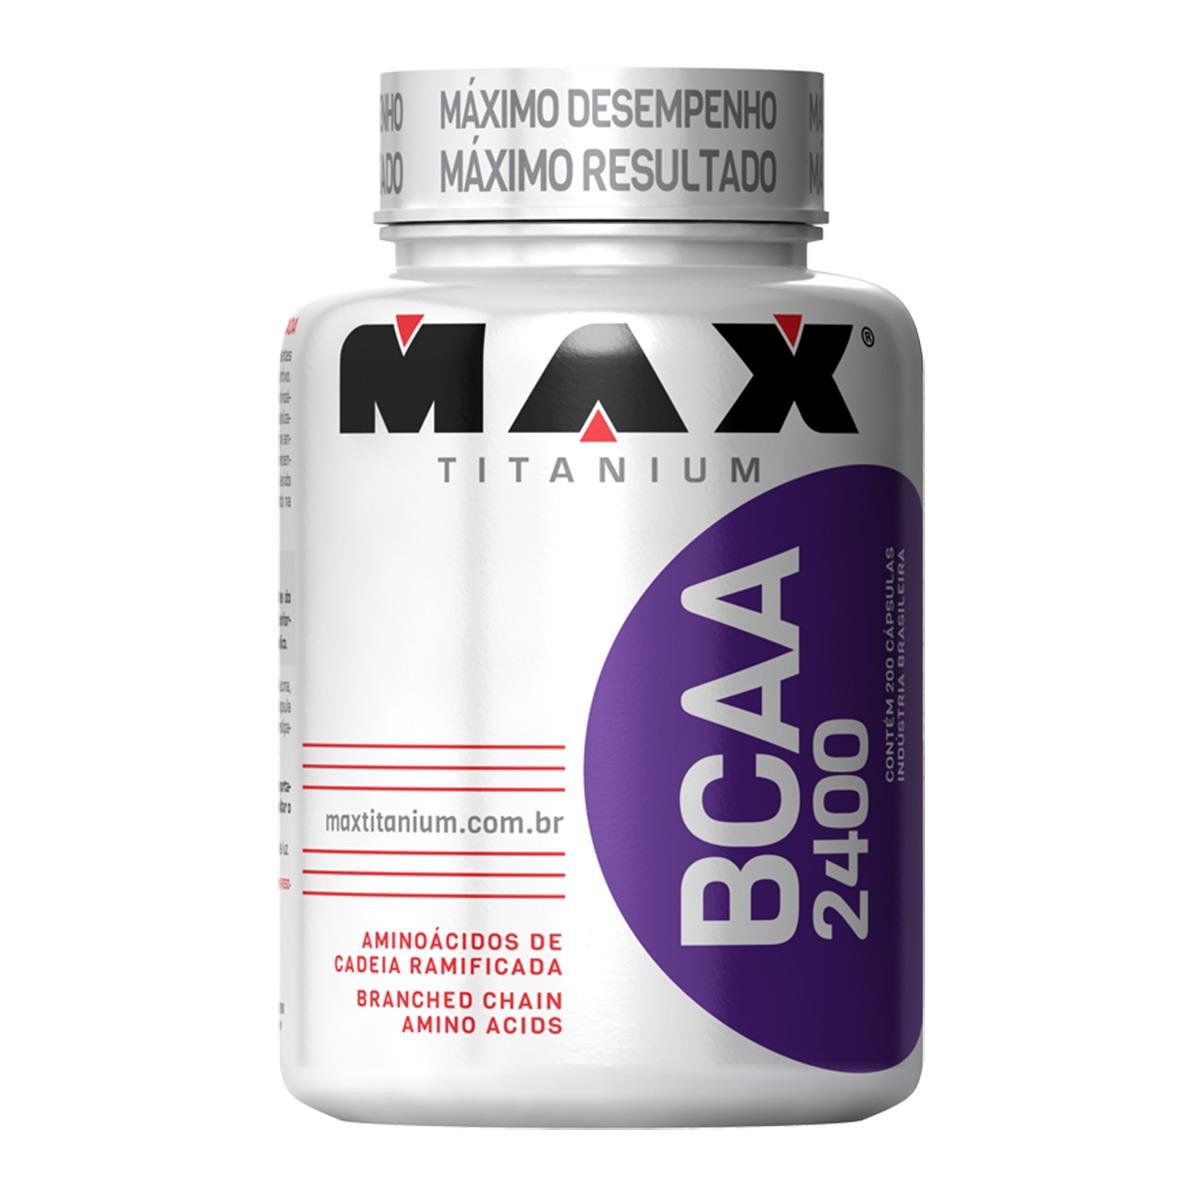 MÁXIMO DESEMPENHO
MÁXIMO RESULTADO
MAX®
TITANIUM
BCAA
2400
CONTÉM 200 CÁPSULAS
INDÚSTRIA BRASILEIRA
maxtitanium.com.br
AMINOÁCIDOS DE
CADEIA RAMIFICADA
BRANCHED CHAIN
AMINO ACIDS